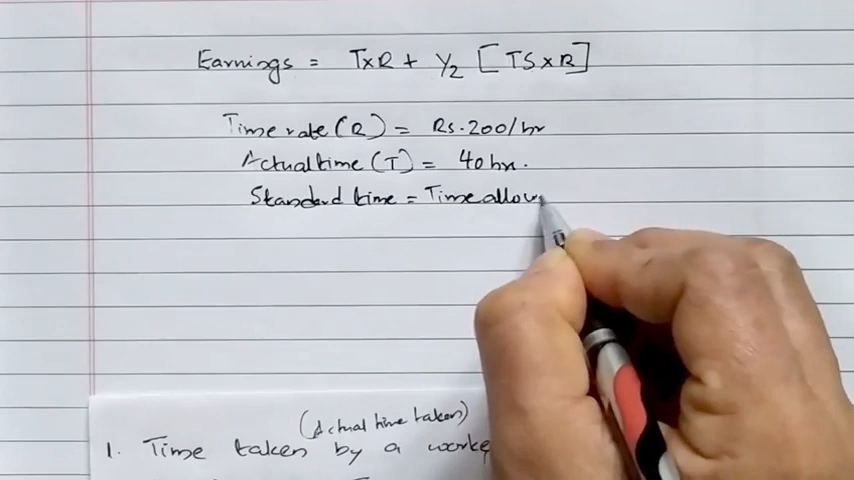 Earnings = T×R + 1/2 [TS×R]
Time rate (R) = Rs. 200/hr
Actual time (T) = 40 hr.
Standard time = Time allow
(Actual time taken)
1. Time taken by a worke